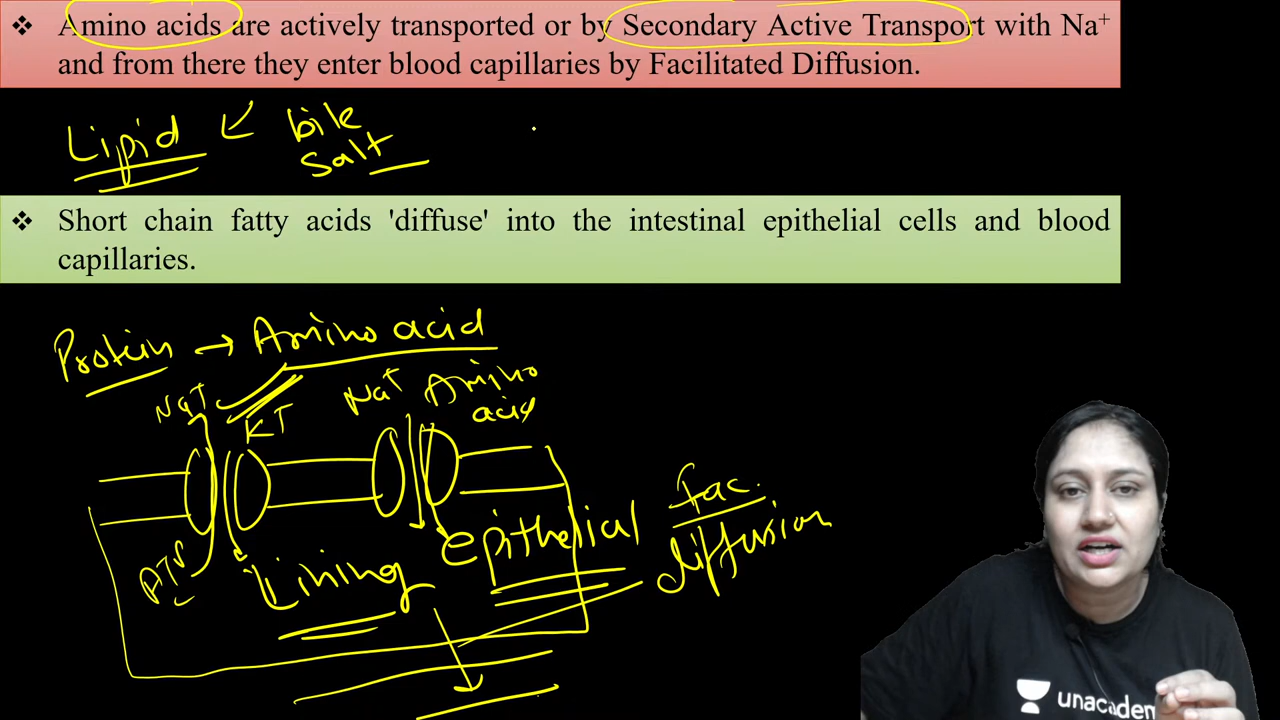 ❖ Amino acids are actively transported or by Secondary Active Transport with Na⁺
and from there they enter blood capillaries by Facilitated Diffusion.
Lipid bile
Salt
❖ Short chain fatty acids 'diffuse' into the intestinal epithelial cells and blood
capillaries.
Protein → Amino acid
Na⁺ K⁺ Na⁺ Amino
acid
fac.
diffusion
Lining epithelial
unacadem